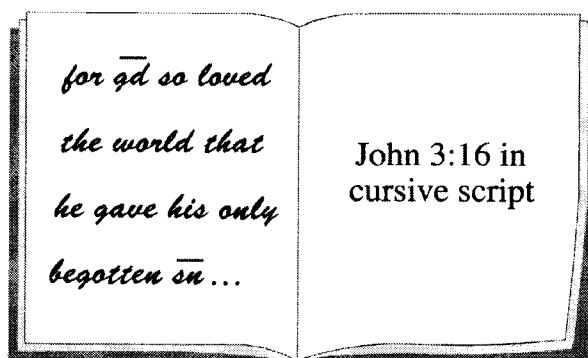 for g̅d̅ so loved
the world that
he gave his only
begotten s̅n̅...
John 3:16 in
cursive script